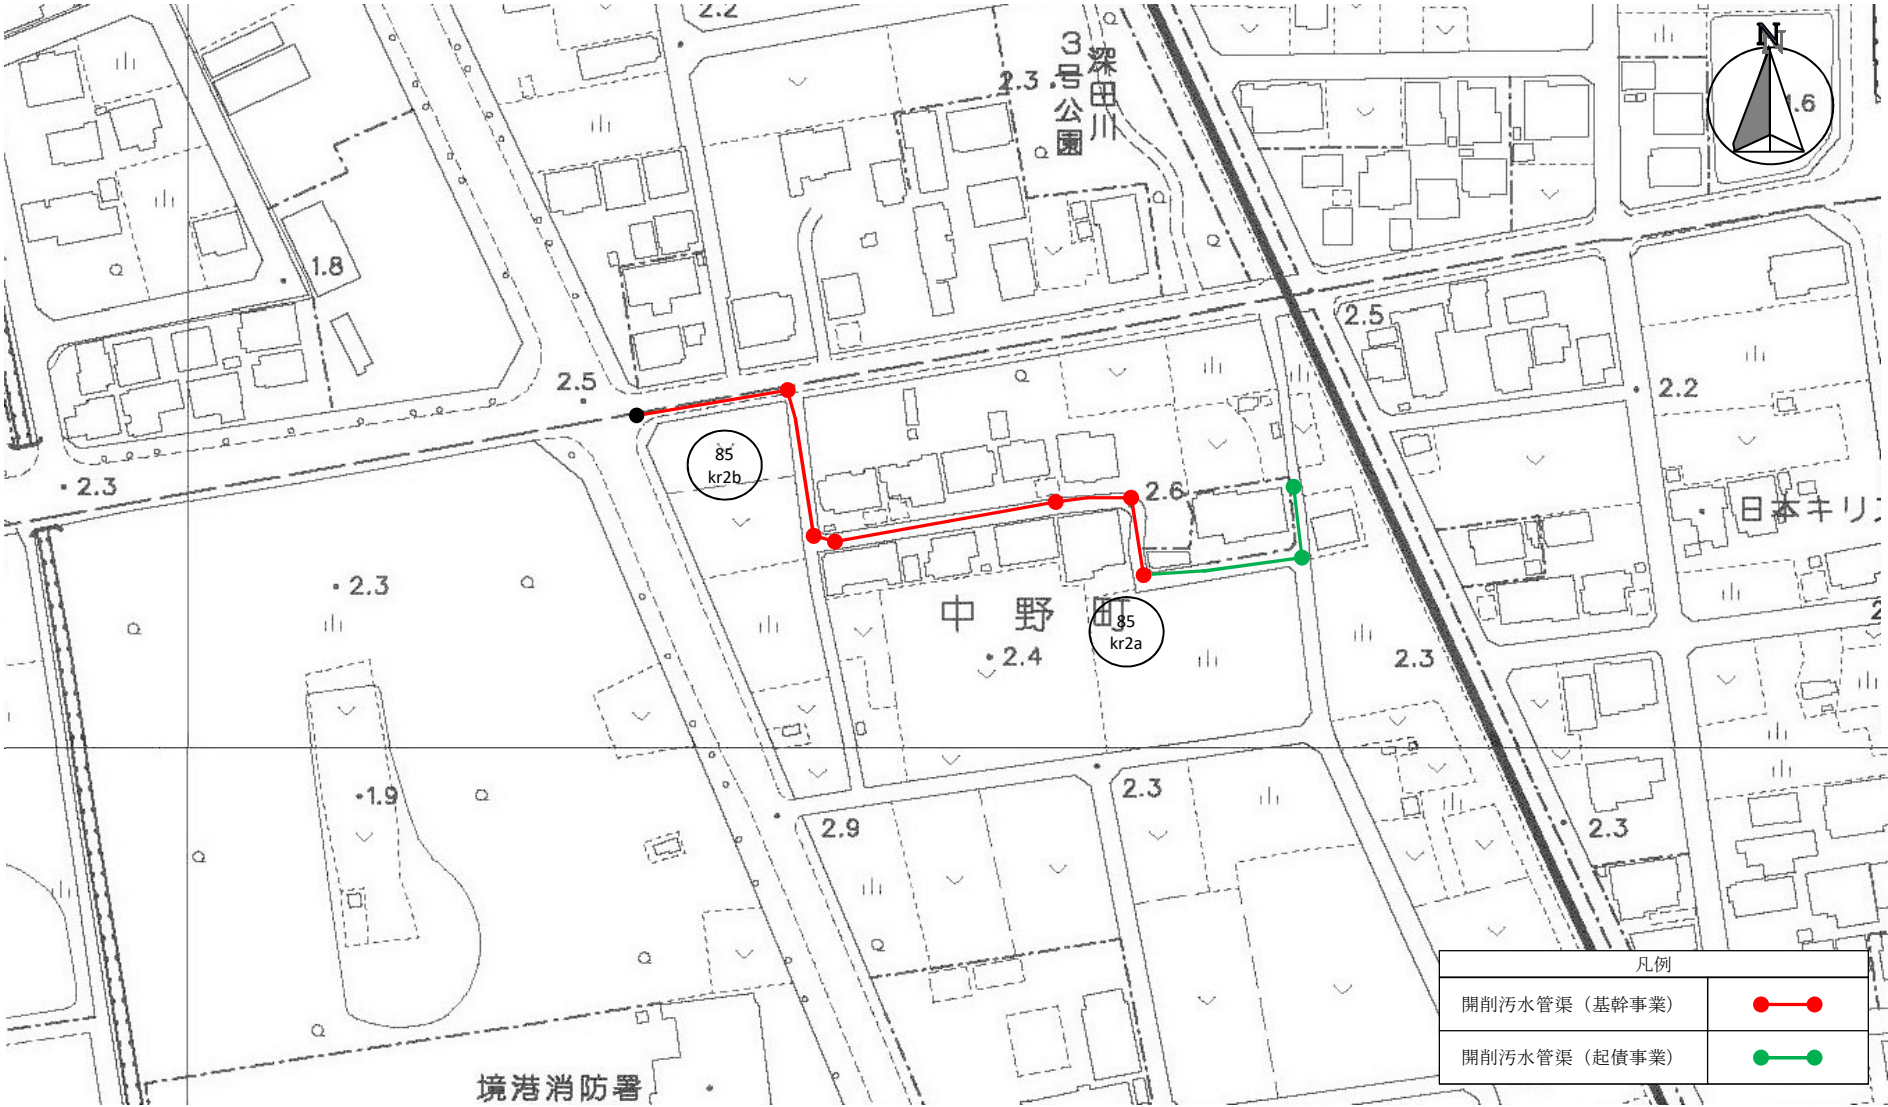 2.2
N
3号公園
深田川
2.3
1.6
1.8
2.5
2.5
2.2
85
kr2b
2.3
2.6
日本キリ
2.3
中野町
85
kr2a
2.4
2.3
1.9
2.3
2.9
2.3
凡例
開削汚水管渠（基幹事業）
開削汚水管渠（起債事業）
境港消防署